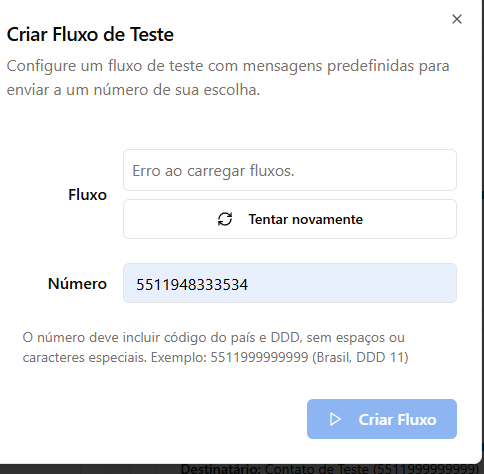 Criar Fluxo de Teste
Configure um fluxo de teste com mensagens predefinidas para
enviar a um número de sua escolha.
Fluxo
Erro ao carregar fluxos.
Tentar novamente
Número
5511948333534
O número deve incluir código do país e DDD, sem espaços ou
caracteres especiais. Exemplo: 5511999999999 (Brasil, DDD 11)
Criar Fluxo
Destinatário: Contato de Teste (5511999999999)